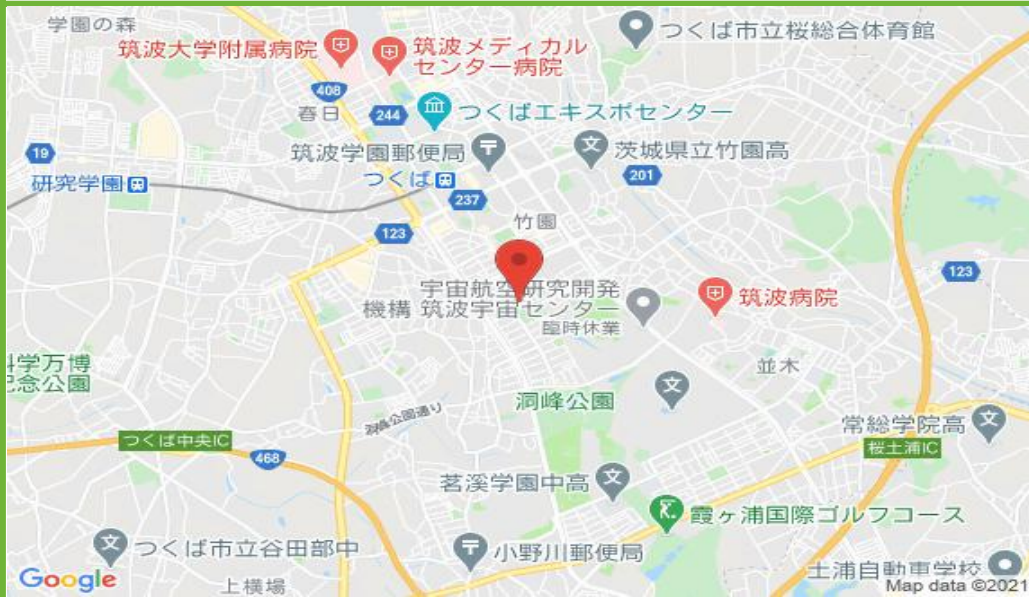 学園の森
つくば市立桜総合体育館
筑波大学附属病院
筑波メディカル
センター病院
408
春日
244
つくばエキスポセンター
筑波学園郵便局
茨城県立竹園高
19
研究学園
つくば
201
237
竹園
123
123
宇宙航空研究開発
機構 筑波宇宙センター
臨時休業
筑波病院
科学万博
記念公園
並木
洞峰公園
洞峰公園通り
常総学院高
桜土浦IC
つくば中央IC
468
茗溪学園中高
霞ヶ浦国際ゴルフコース
つくば市立谷田部中
小野川郵便局
土浦自動車学校
Google
上横場
Map data ©2021